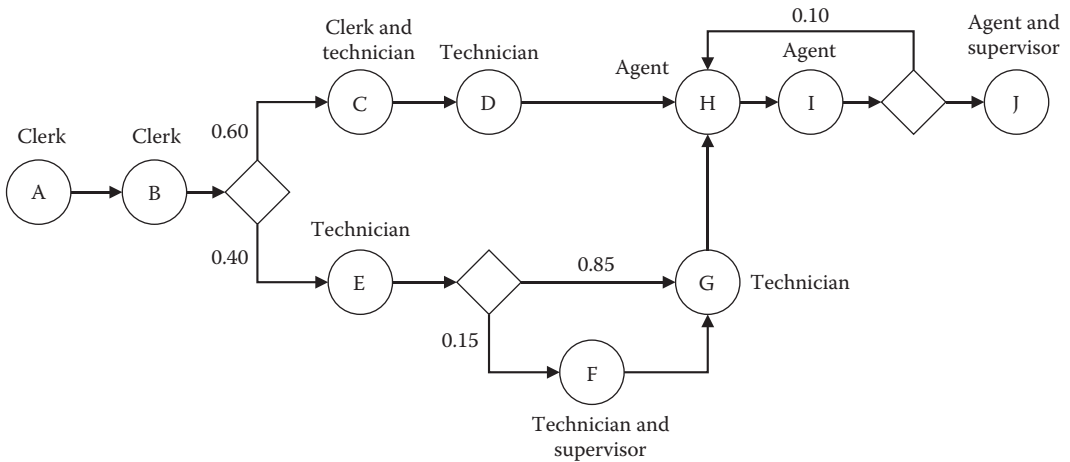 0.10
Clerk and
technician
Technician
Agent
Agent
Agent and
supervisor
C
D
H
I
J
0.60
Clerk
Clerk
A
B
0.40
Technician
E
0.85
G
Technician
0.15
F
Technician and
supervisor